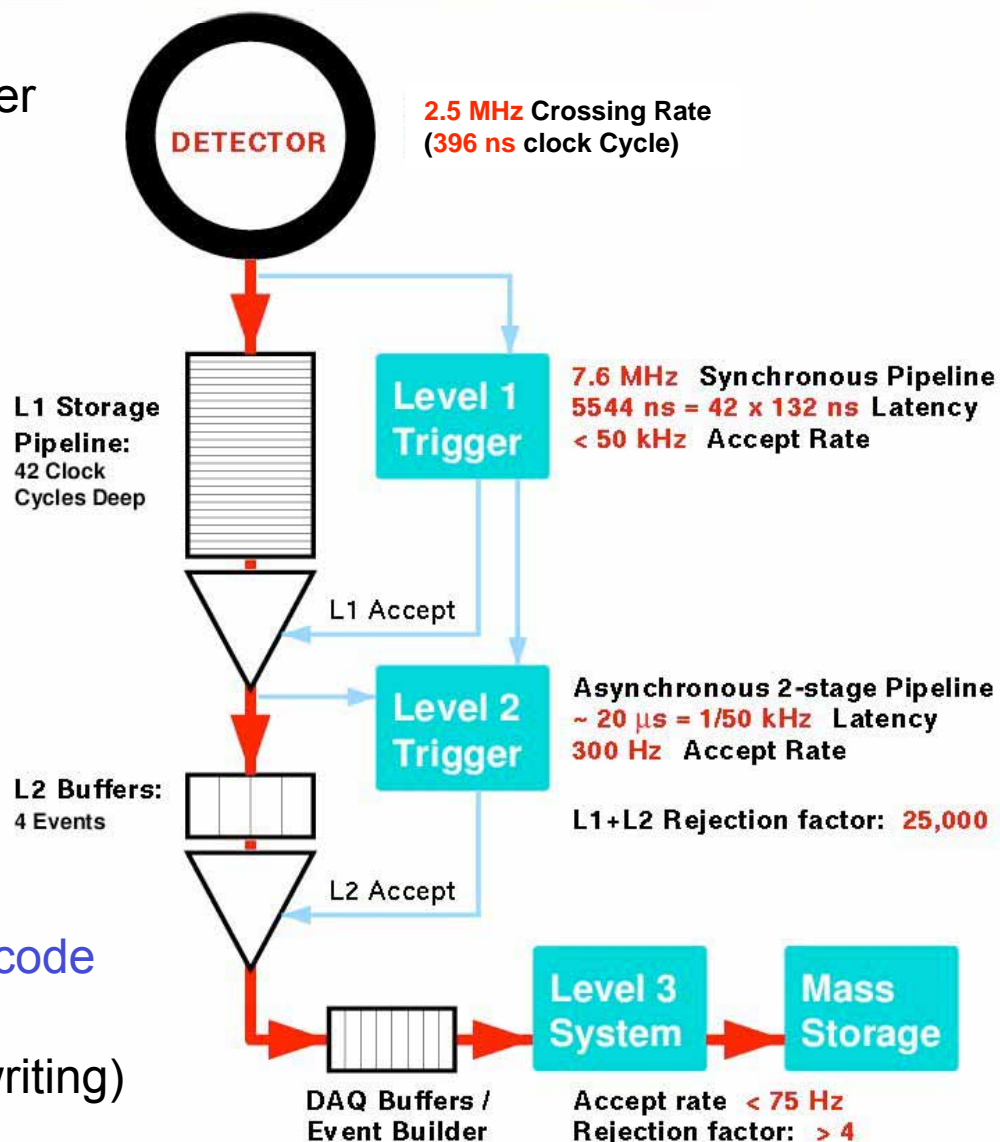 er
DETECTOR
2.5 MHz Crossing Rate
(396 ns clock Cycle)
L1 Storage
Pipeline:
42 Clock
Cycles Deep
Level 1
Trigger
7.6 MHz Synchronous Pipeline
5544 ns = 42 x 132 ns Latency
< 50 kHz Accept Rate
L1 Accept
Level 2
Trigger
Asynchronous 2-stage Pipeline
~ 20 µs = 1/50 kHz Latency
300 Hz Accept Rate
L2 Buffers:
4 Events
L1+L2 Rejection factor: 25,000
L2 Accept
code
Level 3
System
Mass
Storage
writing)
DAQ Buffers /
Event Builder
Accept rate < 75 Hz
Rejection factor: > 4